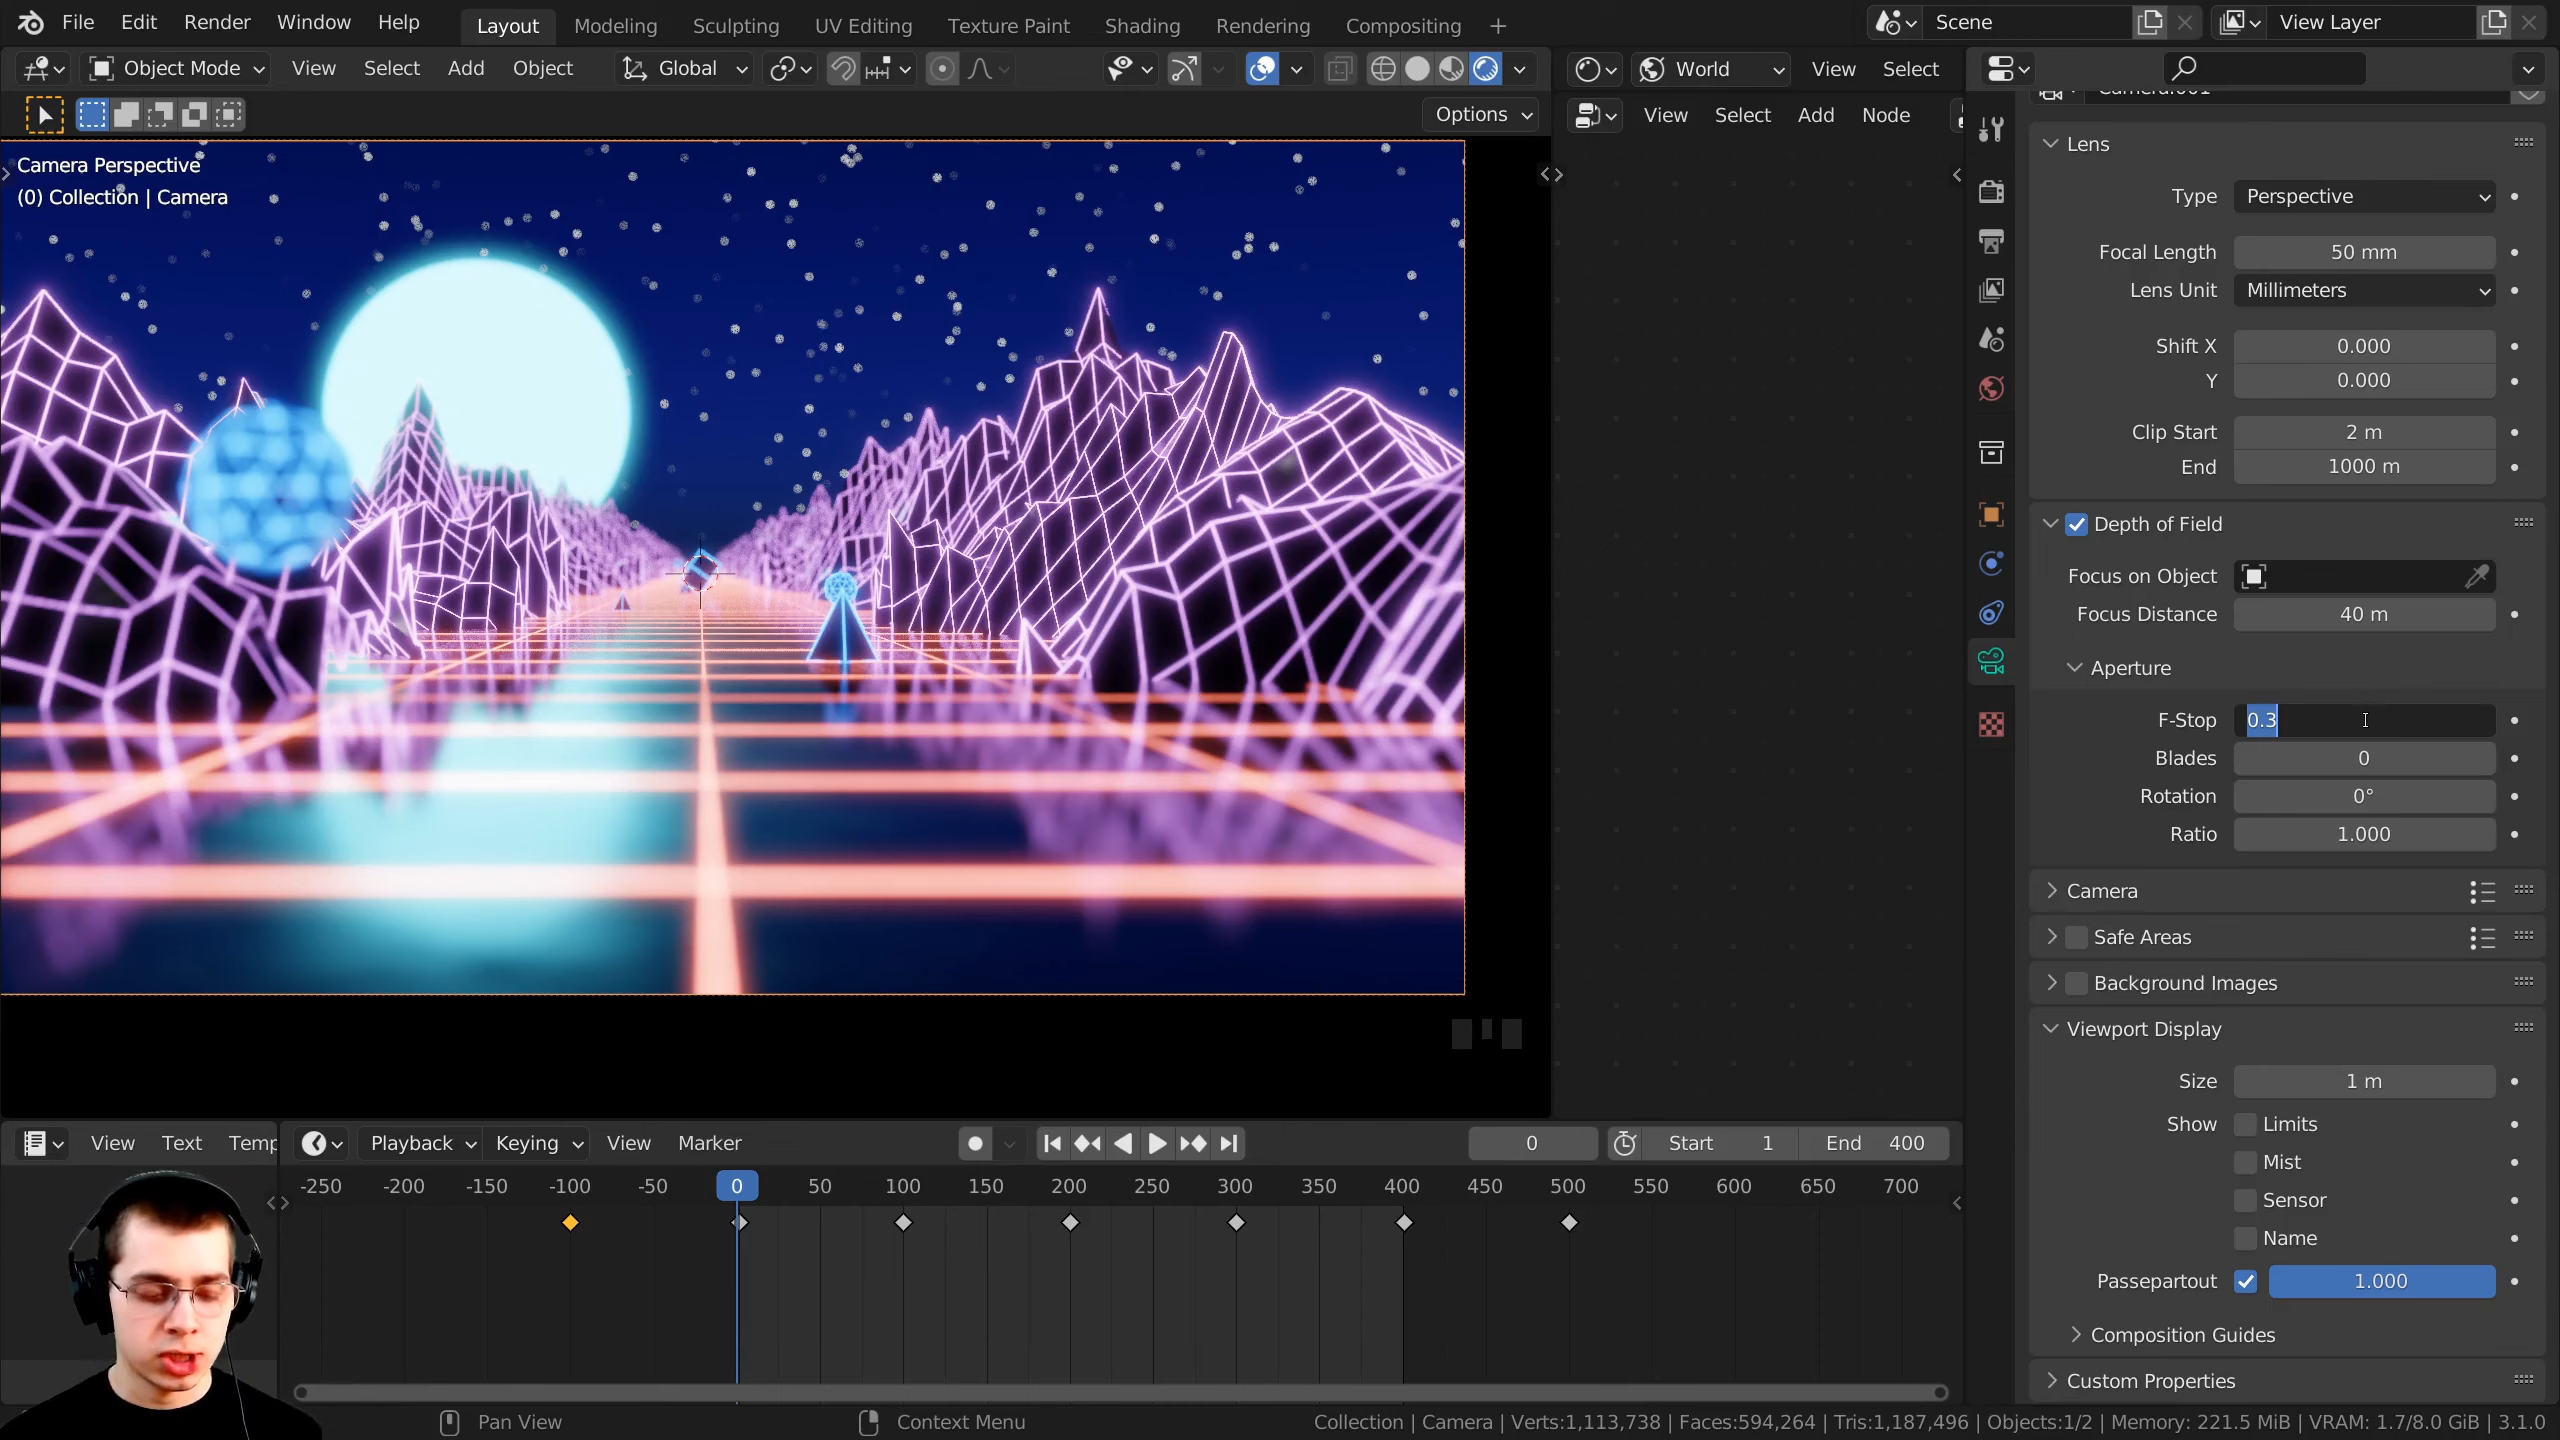 File Edit Render Window Help Layout Modeling Sculpting UV Editing Texture Paint Shading Rendering Compositing + Scene View Layer
Object Mode View Select Add Object Global World View Select
Options View Select Add Node
Camera Perspective
(0) Collection | Camera
Lens
Type Perspective
Focal Length 50 mm
Lens Unit Millimeters
Shift X 0.000
Y 0.000
Clip Start 2 m
End 1000 m
Depth of Field
Focus on Object
Focus Distance 40 m
Aperture
F-Stop 0.3
Blades 0
Rotation 0°
Ratio 1.000
Camera
Safe Areas
Background Images
Viewport Display
Size 1 m
Show Limits
Mist
Sensor
Name
Passepartout 1.000
Composition Guides
Custom Properties
View Text Temp Playback Keying View Marker 0 Start 1 End 400
-250 -200 -150 -100 -50 0 50 100 150 200 250 300 350 400 450 500 550 600 650 700
Pan View Context Menu Collection | Camera | Verts:1,113,738 | Faces:594,264 | Tris:1,187,496 | Objects:1/2 | Memory: 221.5 MiB | VRAM: 1.7/8.0 GiB | 3.1.0